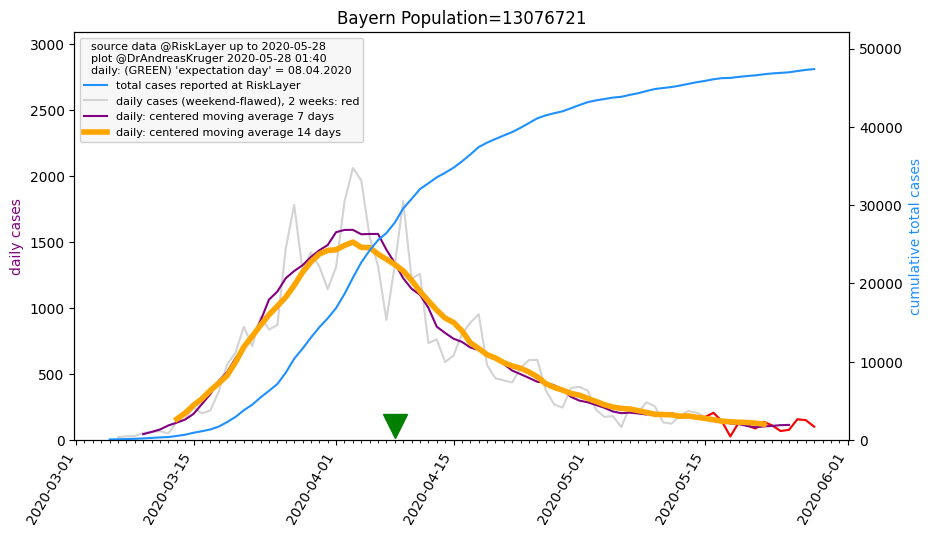 Bayern Population=13076721
source data @RiskLayer up to 2020-05-28
plot @DrAndreasKruger 2020-05-28 01:40
daily: (GREEN) 'expectation day' = 08.04.2020
total cases reported at RiskLayer
daily cases (weekend-flawed), 2 weeks: red
daily: centered moving average 7 days
daily: centered moving average 14 days
daily cases
3000
2500
2000
1500
1000
500
0
50000
40000
30000
20000
10000
0
cumulative total cases
2020-03-01
2020-03-15
2020-04-01
2020-04-15
2020-05-01
2020-05-15
2020-06-01